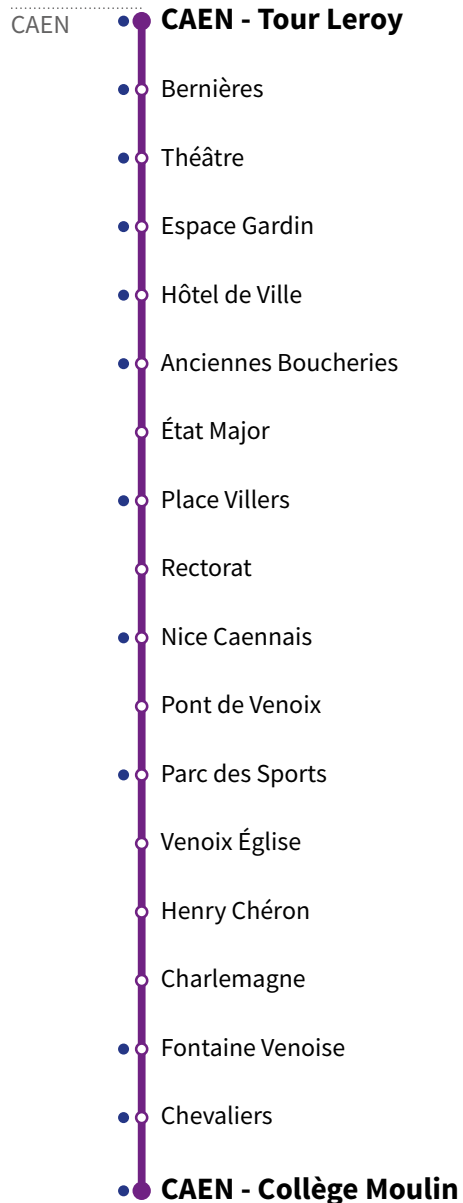 CAEN
CAEN - Tour Leroy
Bernières
Théâtre
Espace Gardin
Hôtel de Ville
Anciennes Boucheries
État Major
Place Villers
Rectorat
Nice Caennais
Pont de Venoix
Parc des Sports
Venoix Église
Henry Chéron
Charlemagne
Fontaine Venoise
Chevaliers
CAEN - Collège Moulin